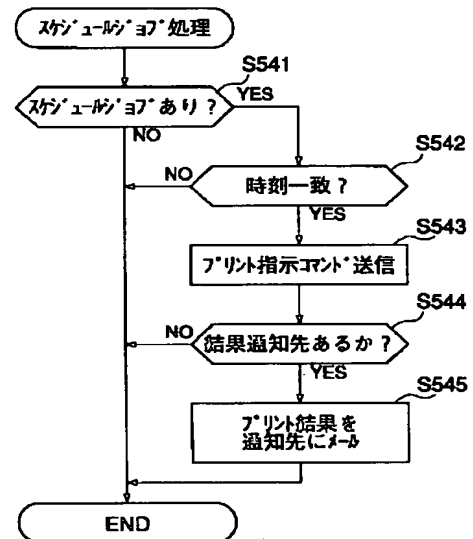 スケジュールジョブ処理
S541
スケジュールジョブあり？
YES
NO
S542
NO
時刻一致？
YES
S543
プリント指示コマンド送信
S544
NO
結果通知先あるか？
YES
S545
プリント結果を
通知先にメール
END